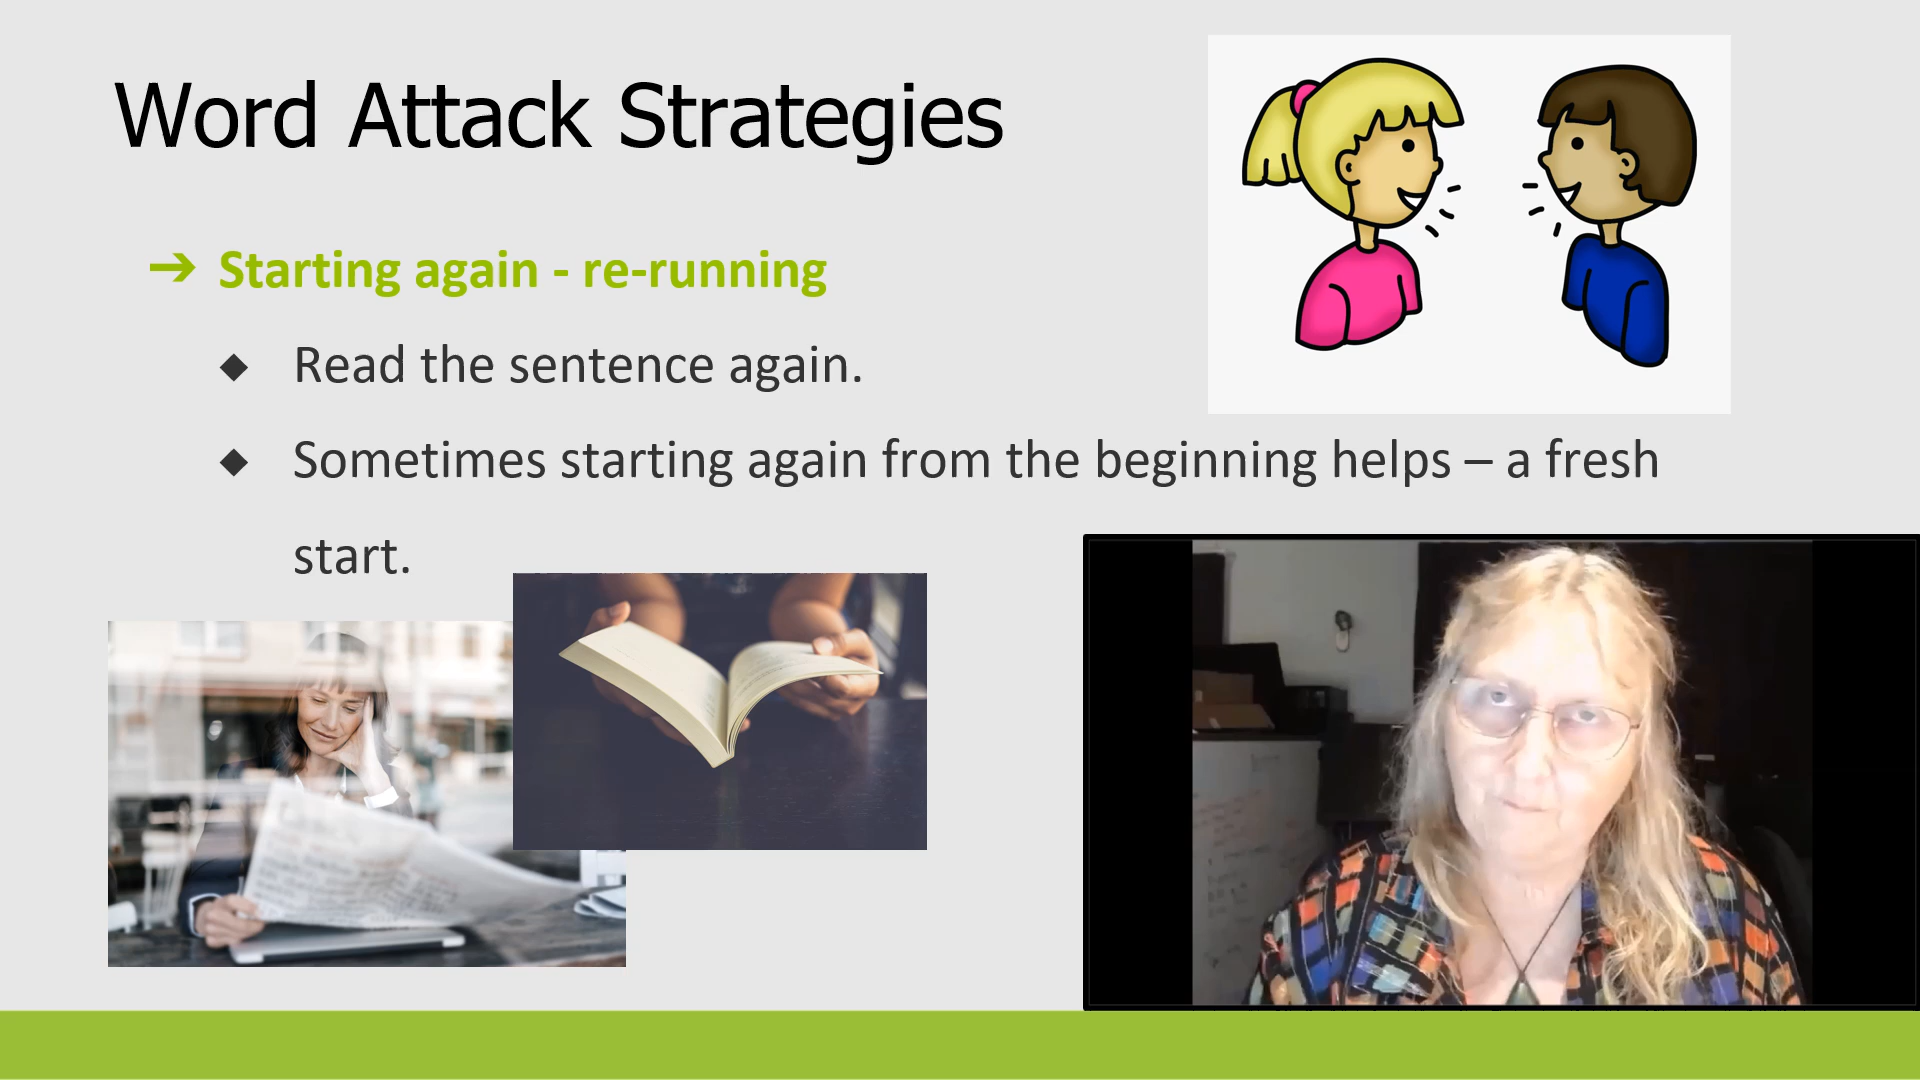 Word Attack Strategies
➔ Starting again - re-running
◆ Read the sentence again.
◆ Sometimes starting again from the beginning helps – a fresh
start.